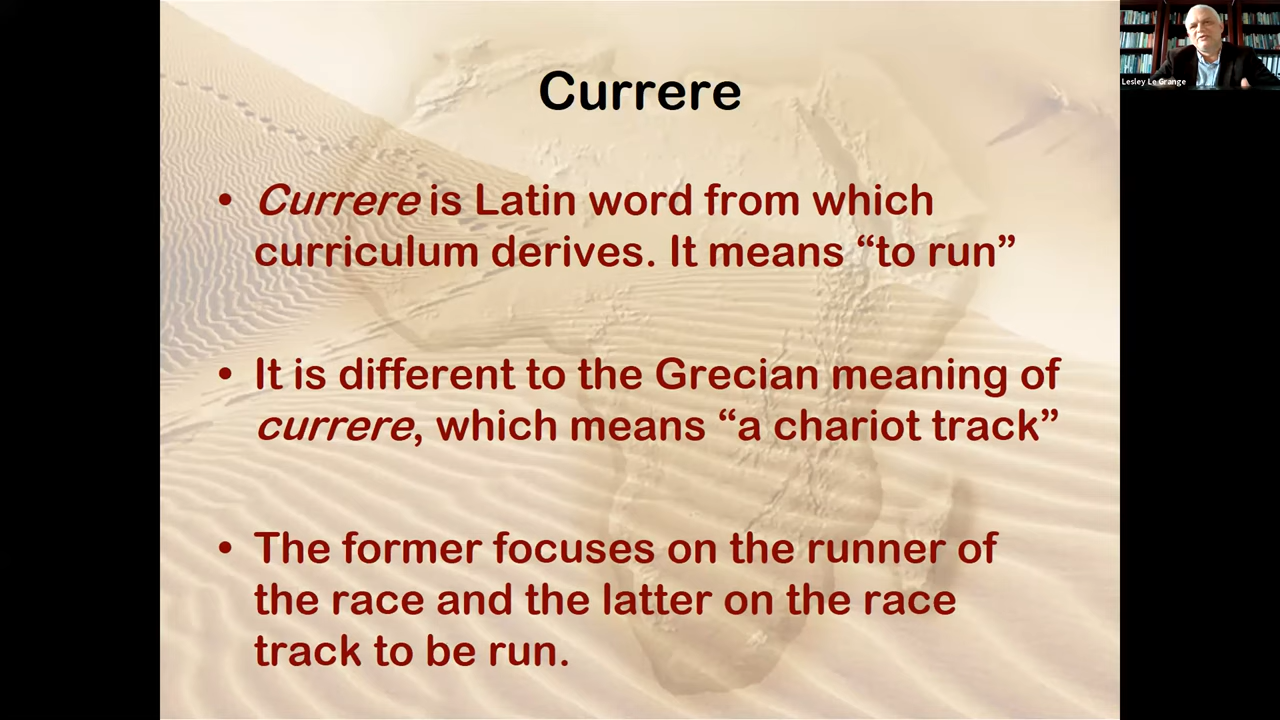 Currere
• Currere is Latin word from which
curriculum derives. It means “to run”
• It is different to the Grecian meaning of
currere, which means “a chariot track”
• The former focuses on the runner of
the race and the latter on the race
track to be run.
Lesley Le Grange